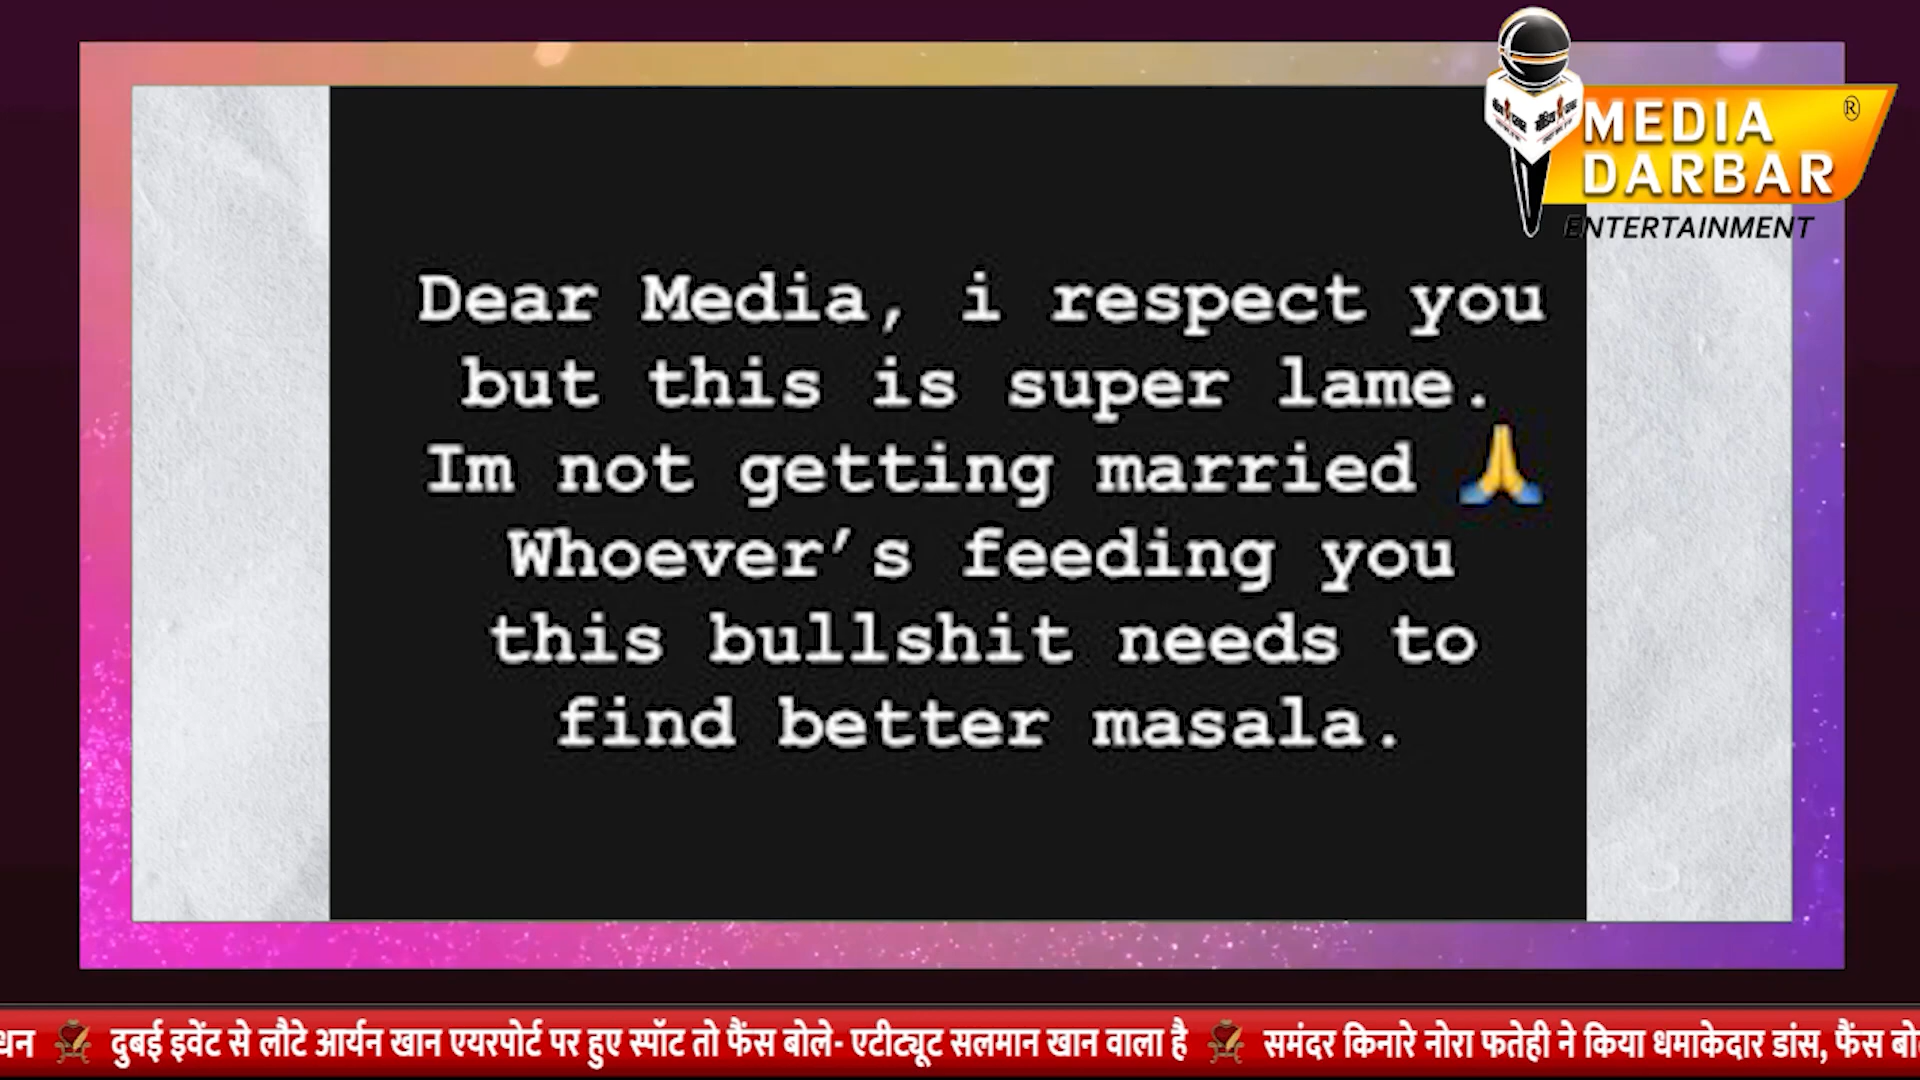 MEDIA
DARBAR
®
ENTERTAINMENT
Dear Media, i respect you
but this is super lame.
Im not getting married 🙏
Whoever’s feeding you
this bullshit needs to
find better masala.
धन दुबई इवेंट से लौटे आर्यन खान एयरपोर्ट पर हुए स्पॉट तो फैंस बोले- एटीट्यूट सलमान खान वाला है समंदर किनारे नोरा फतेही ने किया धमाकेदार डांस, फैंस